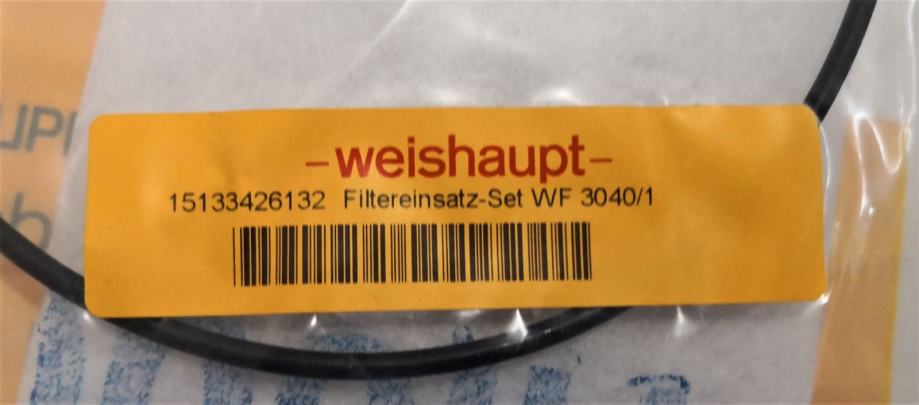 -weishaupt-
15133426132 Filtereinsatz-Set WF 3040/1